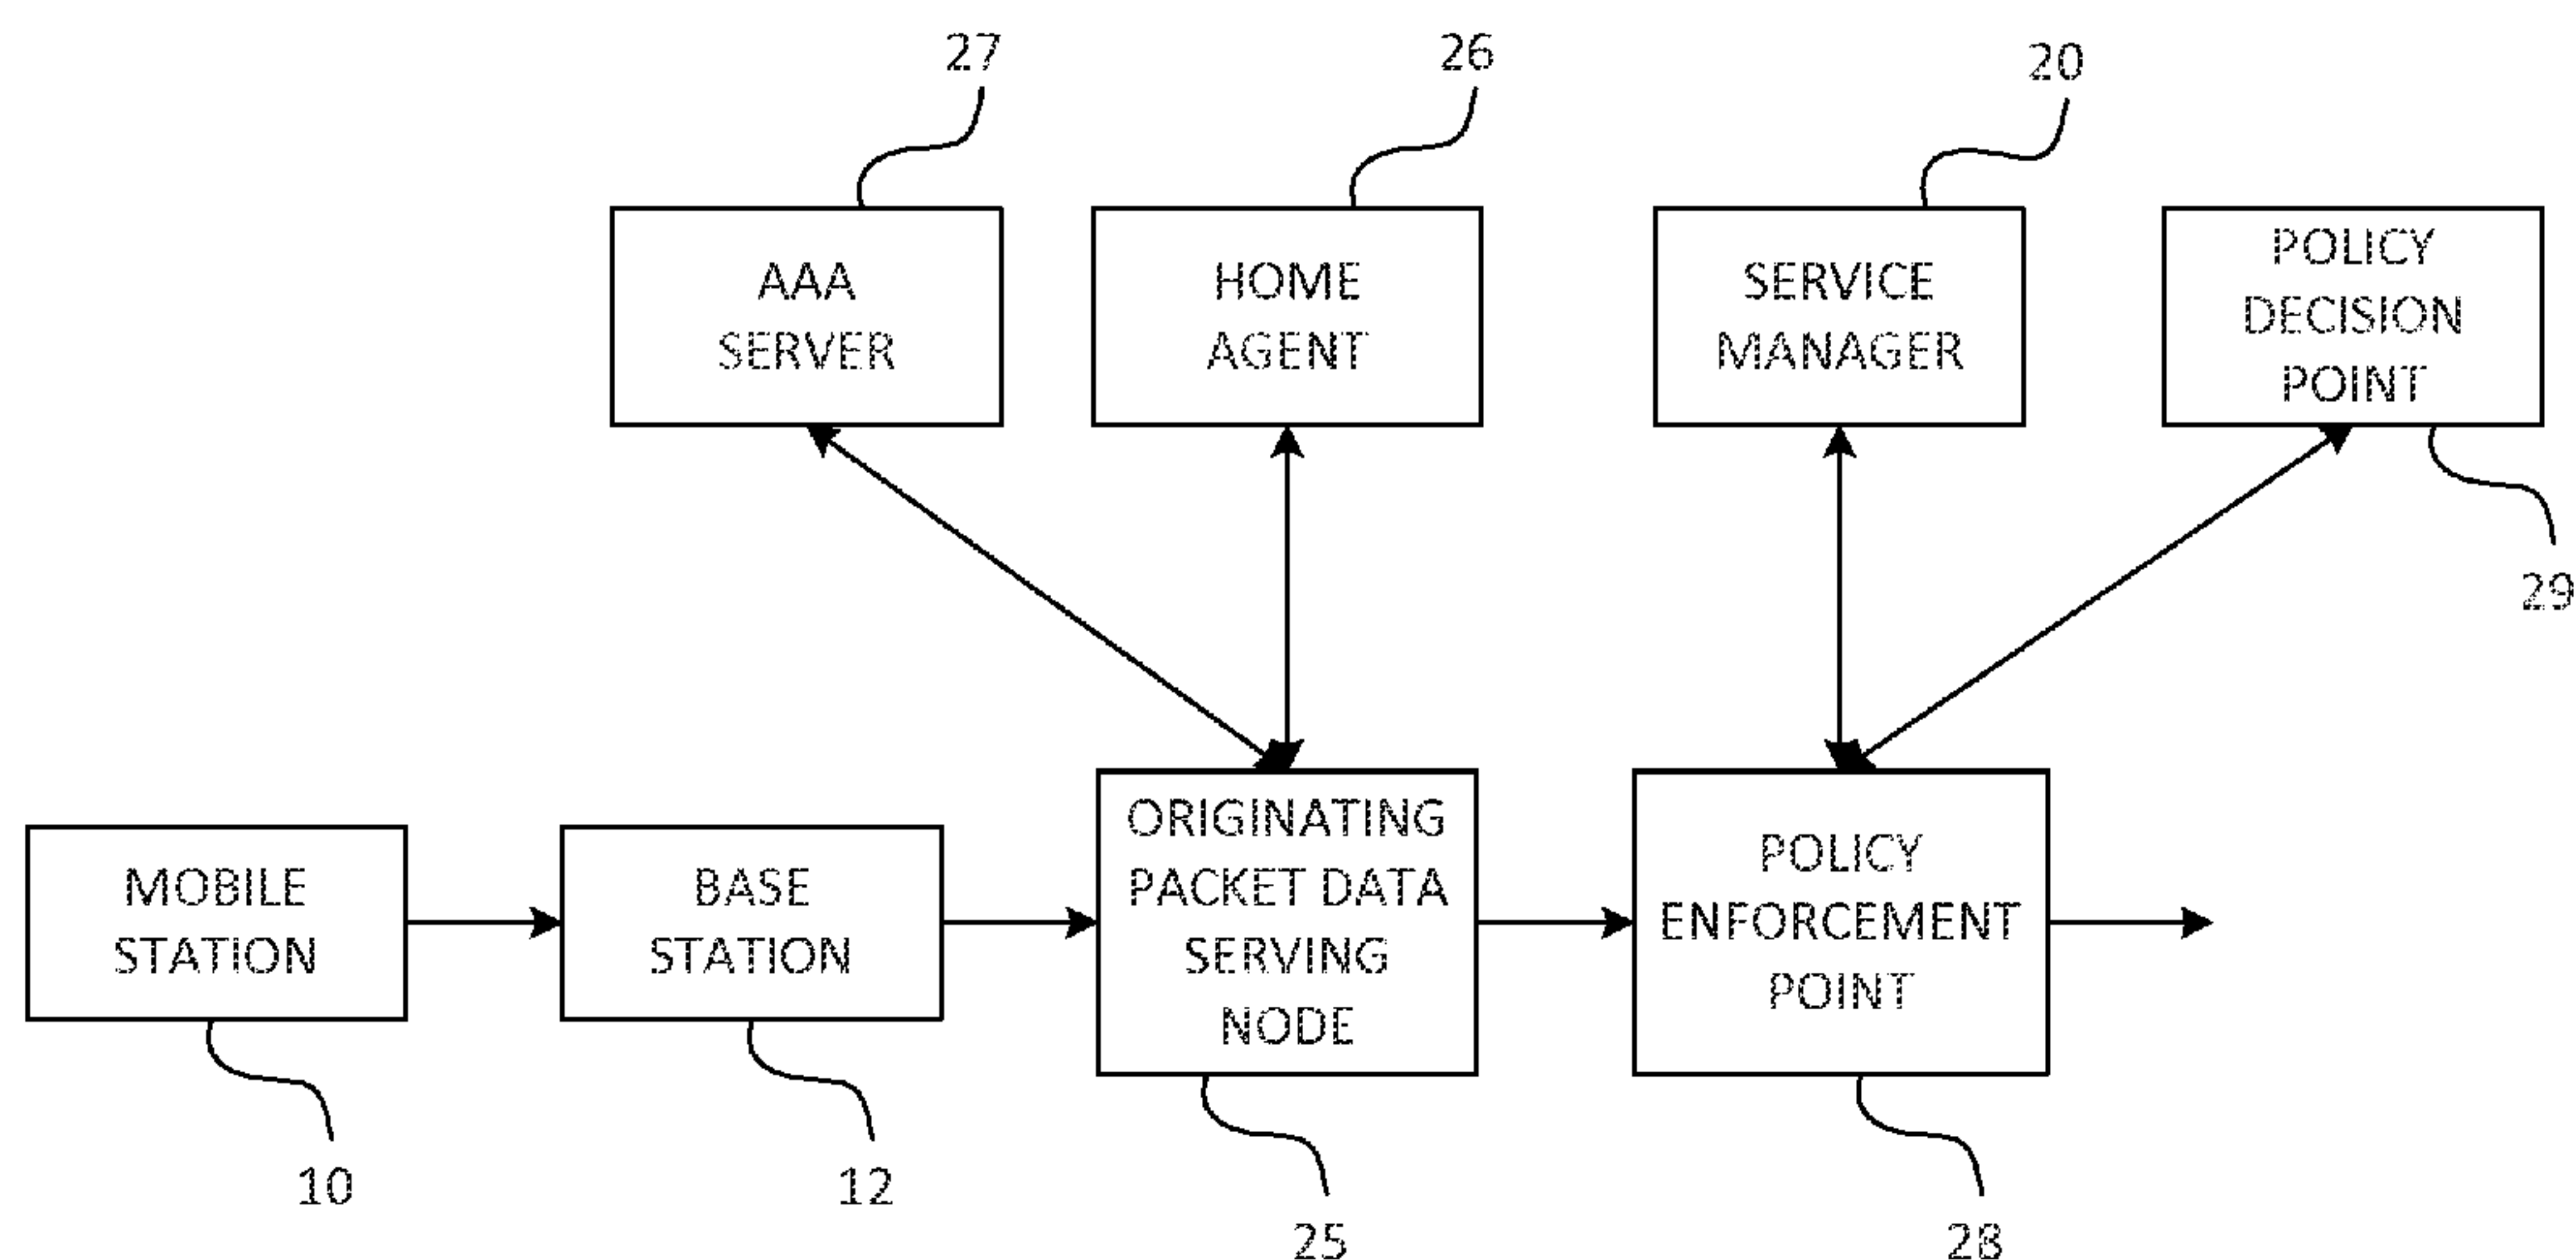 27
26
20
AAA
SERVER
HOME
AGENT
SERVICE
MANAGER
POLICY
DECISION
POINT
29
MOBILE
STATION
BASE
STATION
ORIGINATING
PACKET DATA
SERVING
NODE
POLICY
ENFORCEMENT
POINT
10
12
25
28